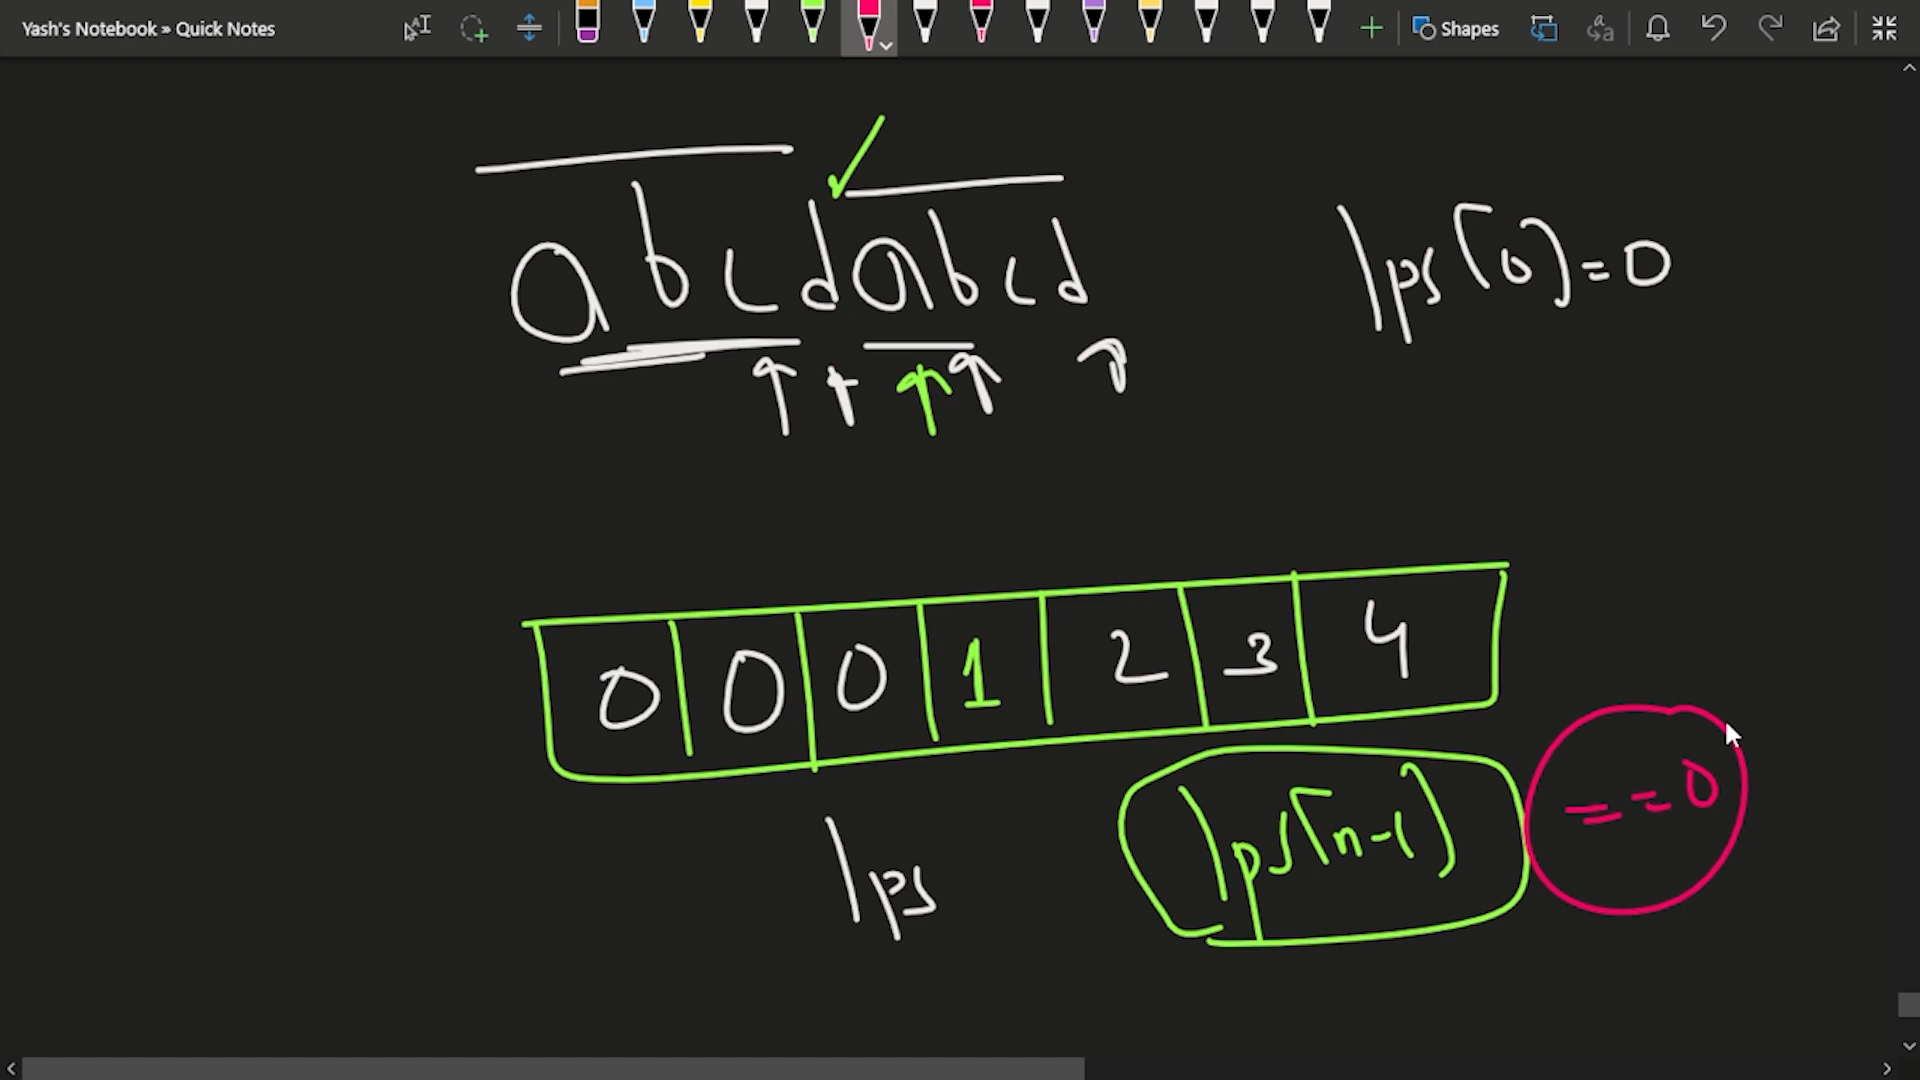 Yash's Notebook » Quick Notes
Shapes
abcdabcd
lps[0]=0
0 0 0 1 2 3 4
lps
lps[n-1] ==0